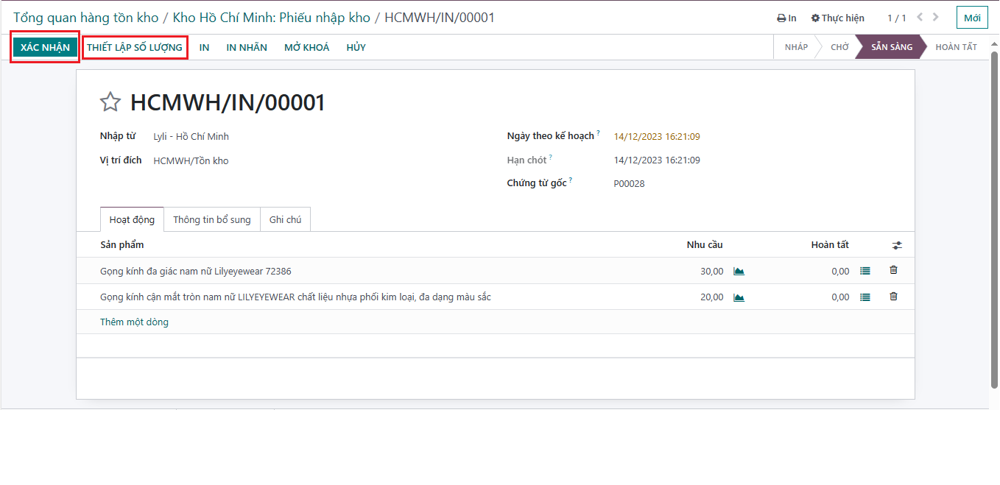 Tổng quan hàng tồn kho / Kho Hồ Chí Minh: Phiếu nhập kho / HCMWH/IN/00001
In Thực hiện 1 / 1 Mới
XÁC NHẬN THIẾT LẬP SỐ LƯỢNG IN IN NHÃN MỞ KHOÁ HỦY
NHÁP CHỜ SẴN SÀNG HOÀN TẤT
HCMWH/IN/00001
Nhập từ Lyli - Hồ Chí Minh
Ngày theo kế hoạch ? 14/12/2023 16:21:09
Vị trí đích HCMWH/Tồn kho
Hạn chót ? 14/12/2023 16:21:09
Chứng từ gốc ? P00028
Hoạt động Thông tin bổ sung Ghi chú
Sản phẩm Nhu cầu Hoàn tất
Gọng kính đa giác nam nữ Lilyeyewear 72386 30,00 0,00
Gọng kính cận mắt tròn nam nữ LILYEYEWEAR chất liệu nhựa phối kim loại, đa dạng màu sắc 20,00 0,00
Thêm một dòng